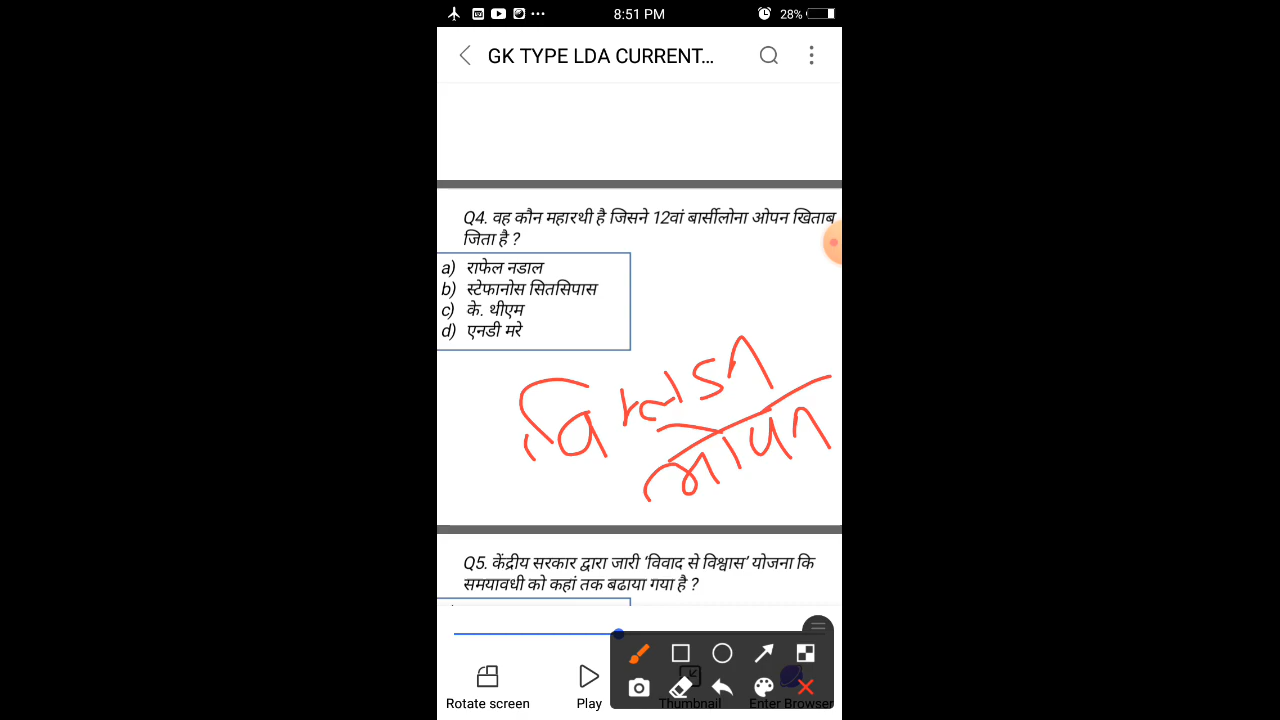 8:51 PM 28%
GK TYPE LDA CURRENT...
Q4. वह कौन महारथी है जिसने 12वां बार्सीलोना ओपन खिताब
जिता है ?
a) राफेल नडाल
b) स्टेफानोस सितसिपास
c) के. थीएम
d) एनडी मरे
Q5. केंद्रीय सरकार द्वारा जारी ‘विवाद से विश्वास’ योजना कि
समयावधी को कहां तक बढाया गया है ?
Rotate screen Play Thumbnail Enter Browser